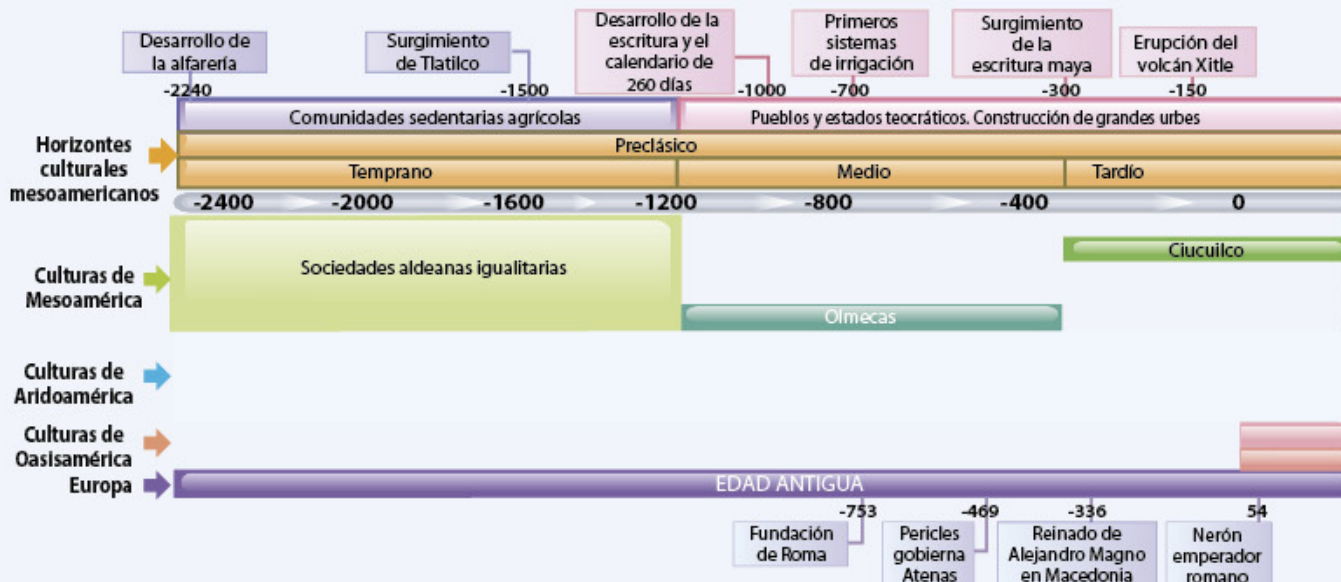 Desarrollo de
la alfarería
-2240
Surgimiento
de Tlatilco
-1500
Desarrollo de la
escritura y el
calendario de
260 días
-1000
Primeros
sistemas
de irrigación
-700
Surgimiento
de la
escritura maya
-300
Erupción del
volcán Xitle
-150
Horizontes
culturales
mesoamericanos
Comunidades sedentarias agrícolas
Pueblos y estados teocráticos. Construcción de grandes urbes
Preclásico
Temprano
Medio
Tardío
-2400
-2000
-1600
-1200
-800
-400
0
Culturas de
Mesoamérica
Sociedades aldeanas igualitarias
Ciucuilco
Olmecas
Culturas de
Aridoamérica
Culturas de
Oasisamérica
Europa
EDAD ANTIGUA
-753
Fundación
de Roma
-469
Pericles
gobierna
Atenas
-336
Reinado de
Alejandro Magno
en Macedonia
54
Nerón
emperador
romano